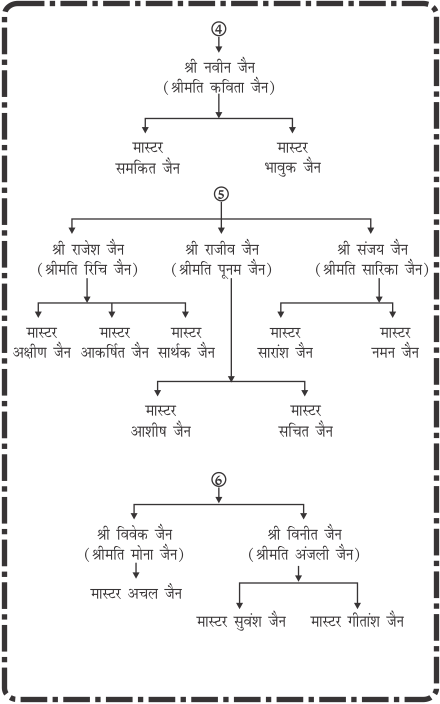 4
श्री नवीन जैन
(श्रीमति कविता जैन)
मास्टर मास्टर
समकित जैन भावुक जैन
5
श्री राजेश जैन श्री राजीव जैन श्री संजय जैन
(श्रीमति रिचि जैन) (श्रीमति पूनम जैन) (श्रीमति सारिका जैन)
मास्टर मास्टर मास्टर मास्टर मास्टर
अक्षीण जैन आकर्षित जैन सार्थक जैन सारांश जैन नमन जैन
मास्टर मास्टर
आशीष जैन सचित जैन
6
श्री विवेक जैन श्री विनीत जैन
(श्रीमति मोना जैन) (श्रीमति अंजली जैन)
मास्टर अचल जैन
मास्टर सुवंश जैन मास्टर गीतांश जैन